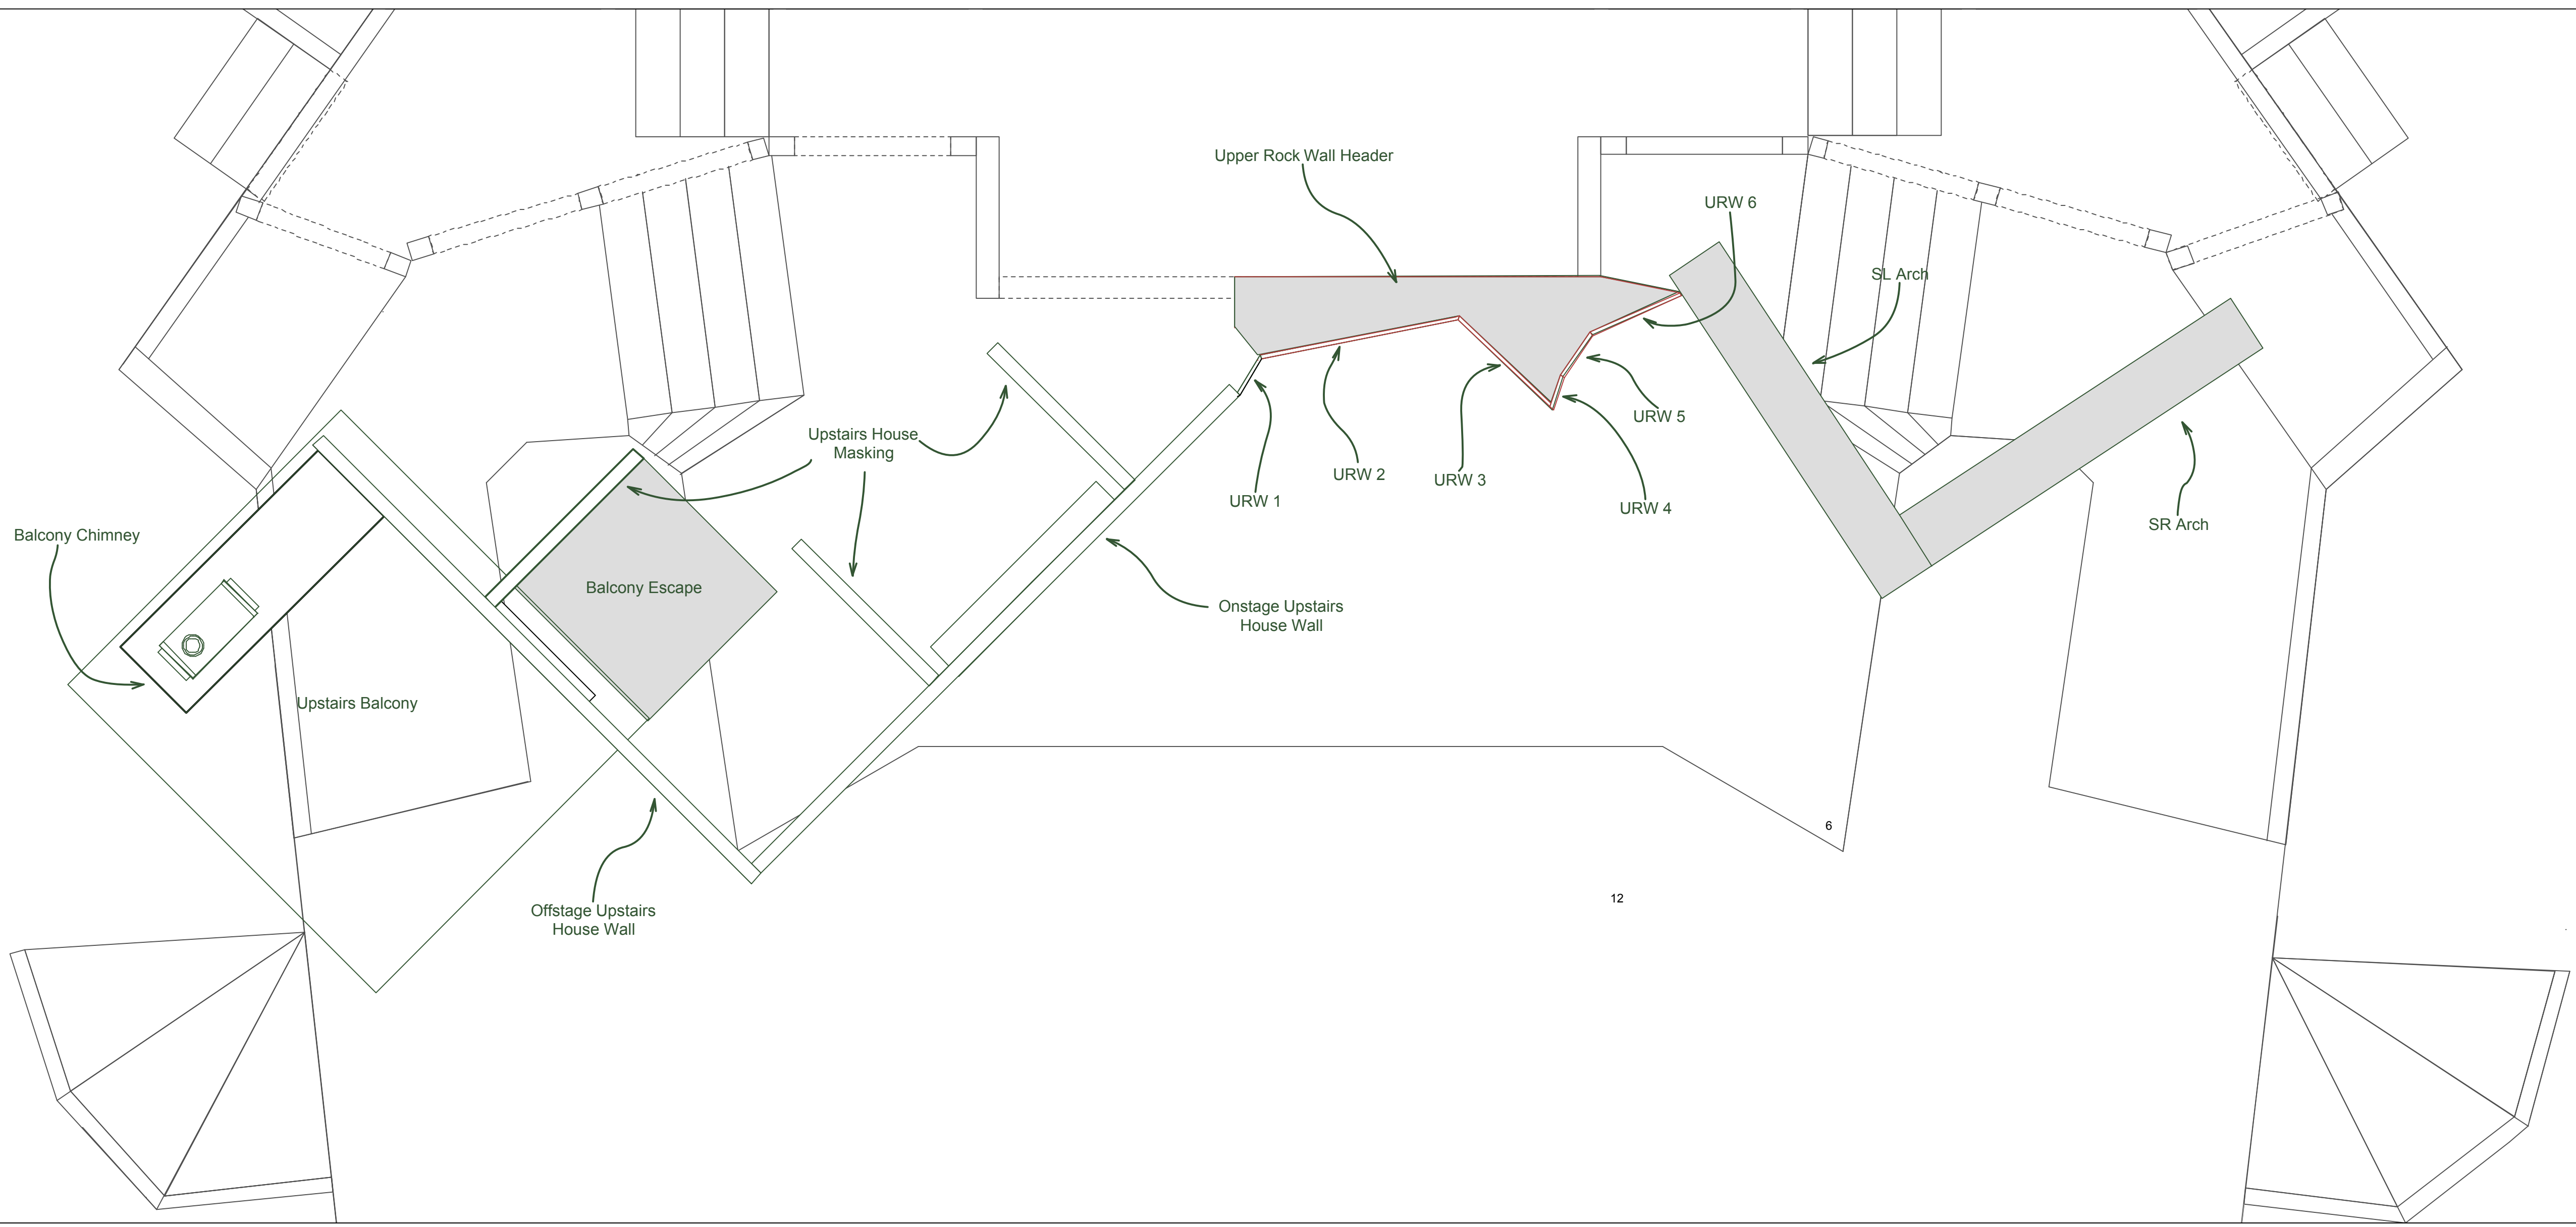 Upper Rock Wall Header
URW 6
SL Arch
URW 5
Upstairs House
Masking
URW 2
URW 3
URW 1
URW 4
SR Arch
Balcony Chimney
Balcony Escape
Onstage Upstairs
House Wall
Upstairs Balcony
6
12
Offstage Upstairs
House Wall